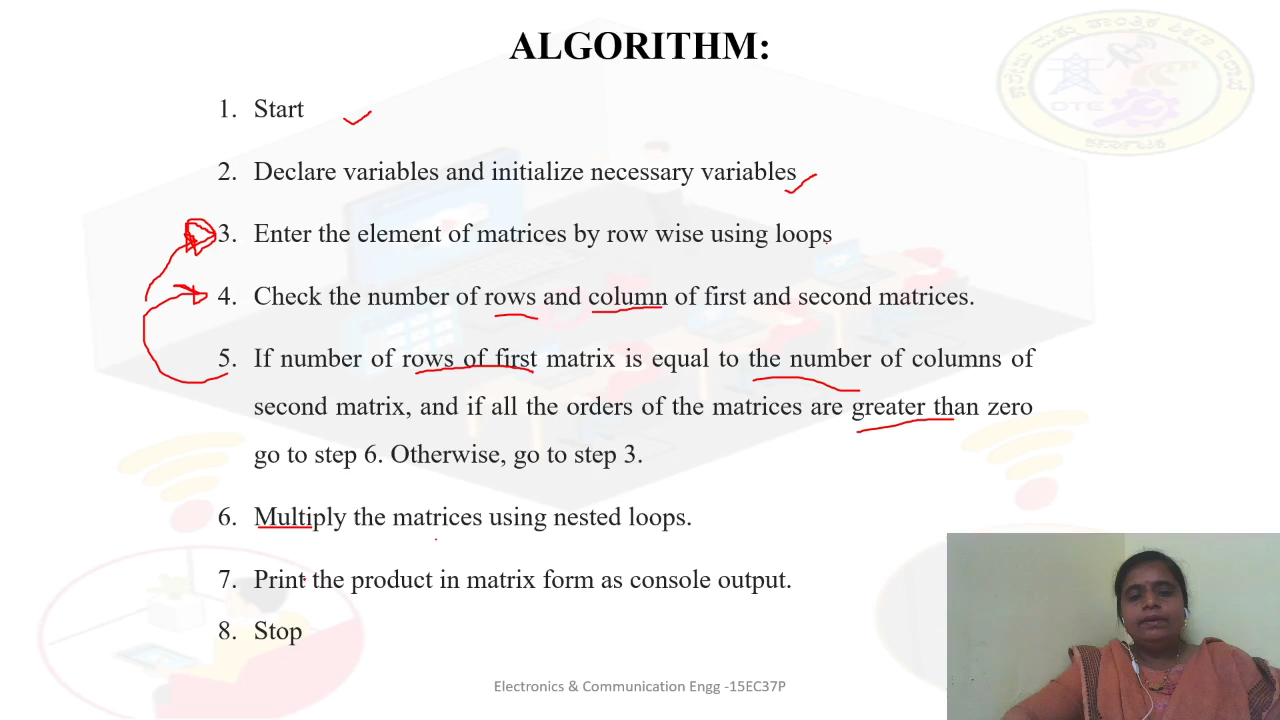 ALGORITHM:
1. Start
2. Declare variables and initialize necessary variables
3. Enter the element of matrices by row wise using loops
4. Check the number of rows and column of first and second matrices.
5. If number of rows of first matrix is equal to the number of columns of
second matrix, and if all the orders of the matrices are greater than zero
go to step 6. Otherwise, go to step 3.
6. Multiply the matrices using nested loops.
7. Print the product in matrix form as console output.
8. Stop
Electronics & Communication Engg -15EC37P
DTE